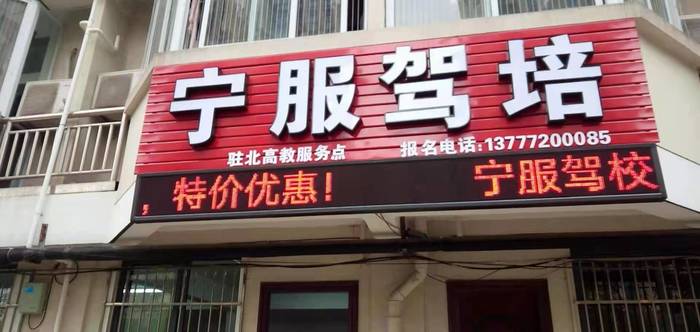 宁服驾培
驻北高教服务点 报名电话:13777200085
，特价优惠！ 宁服驾校